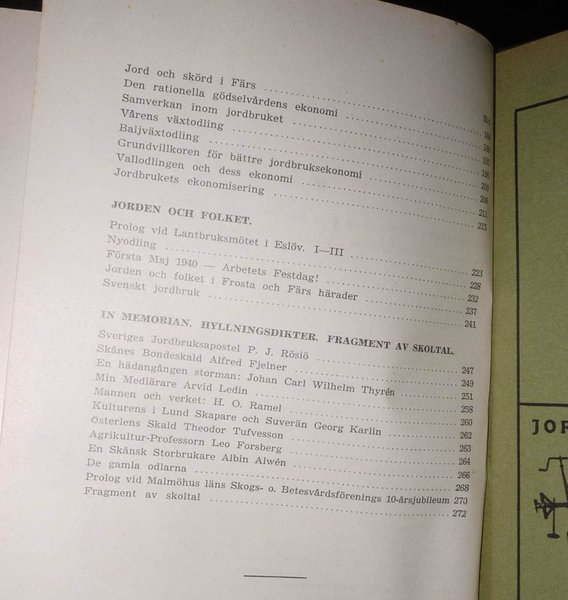 Sid.
Jord och skörd i Färs
Den rationella gödselvårdens ekonomi
Samverkan inom jordbruket
Vårens växtodling
Baljväxtodling
Grundvillkoren för bättre jordbruksekonomi 206
Vallodlingen och dess ekonomi 211
Jordbrukets ekonomisering 215
JORDEN OCH FOLKET.
Prolog vid Lantbruksmötet i Eslöv. I—III 223
Nyodling 228
Första Maj 1940 — Arbetets Festdag! 232
Jorden och folket i Frosta och Färs härader 237
Svenskt jordbruk 241
IN MEMORIAN. HYLLNINGSDIKTER. FRAGMENT AV SKOLTAL.
Sveriges Jordbruksapostel P. J. Rösiö 247
Skånes Bondeskald Alfred Fjelner 249
En hädangången storman: Johan Carl Wilhelm Thyrén 251
Min Medlärare Arvid Ledin 258
Mannen och verket: H. O. Ramel 260
Kulturens i Lund Skapare och Suverän Georg Karlin 262
Österlens Skald Theodor Tufvesson 263
Agrikultur-Professorn Leo Forsberg 264
En Skånsk Storbrukare Albin Alwén 266
De gamla odlarna 268
Prolog vid Malmöhus läns Skogs- o. Betesvårdsförenings 10-årsjubileum 270
Fragment av skoltal 272
JOR